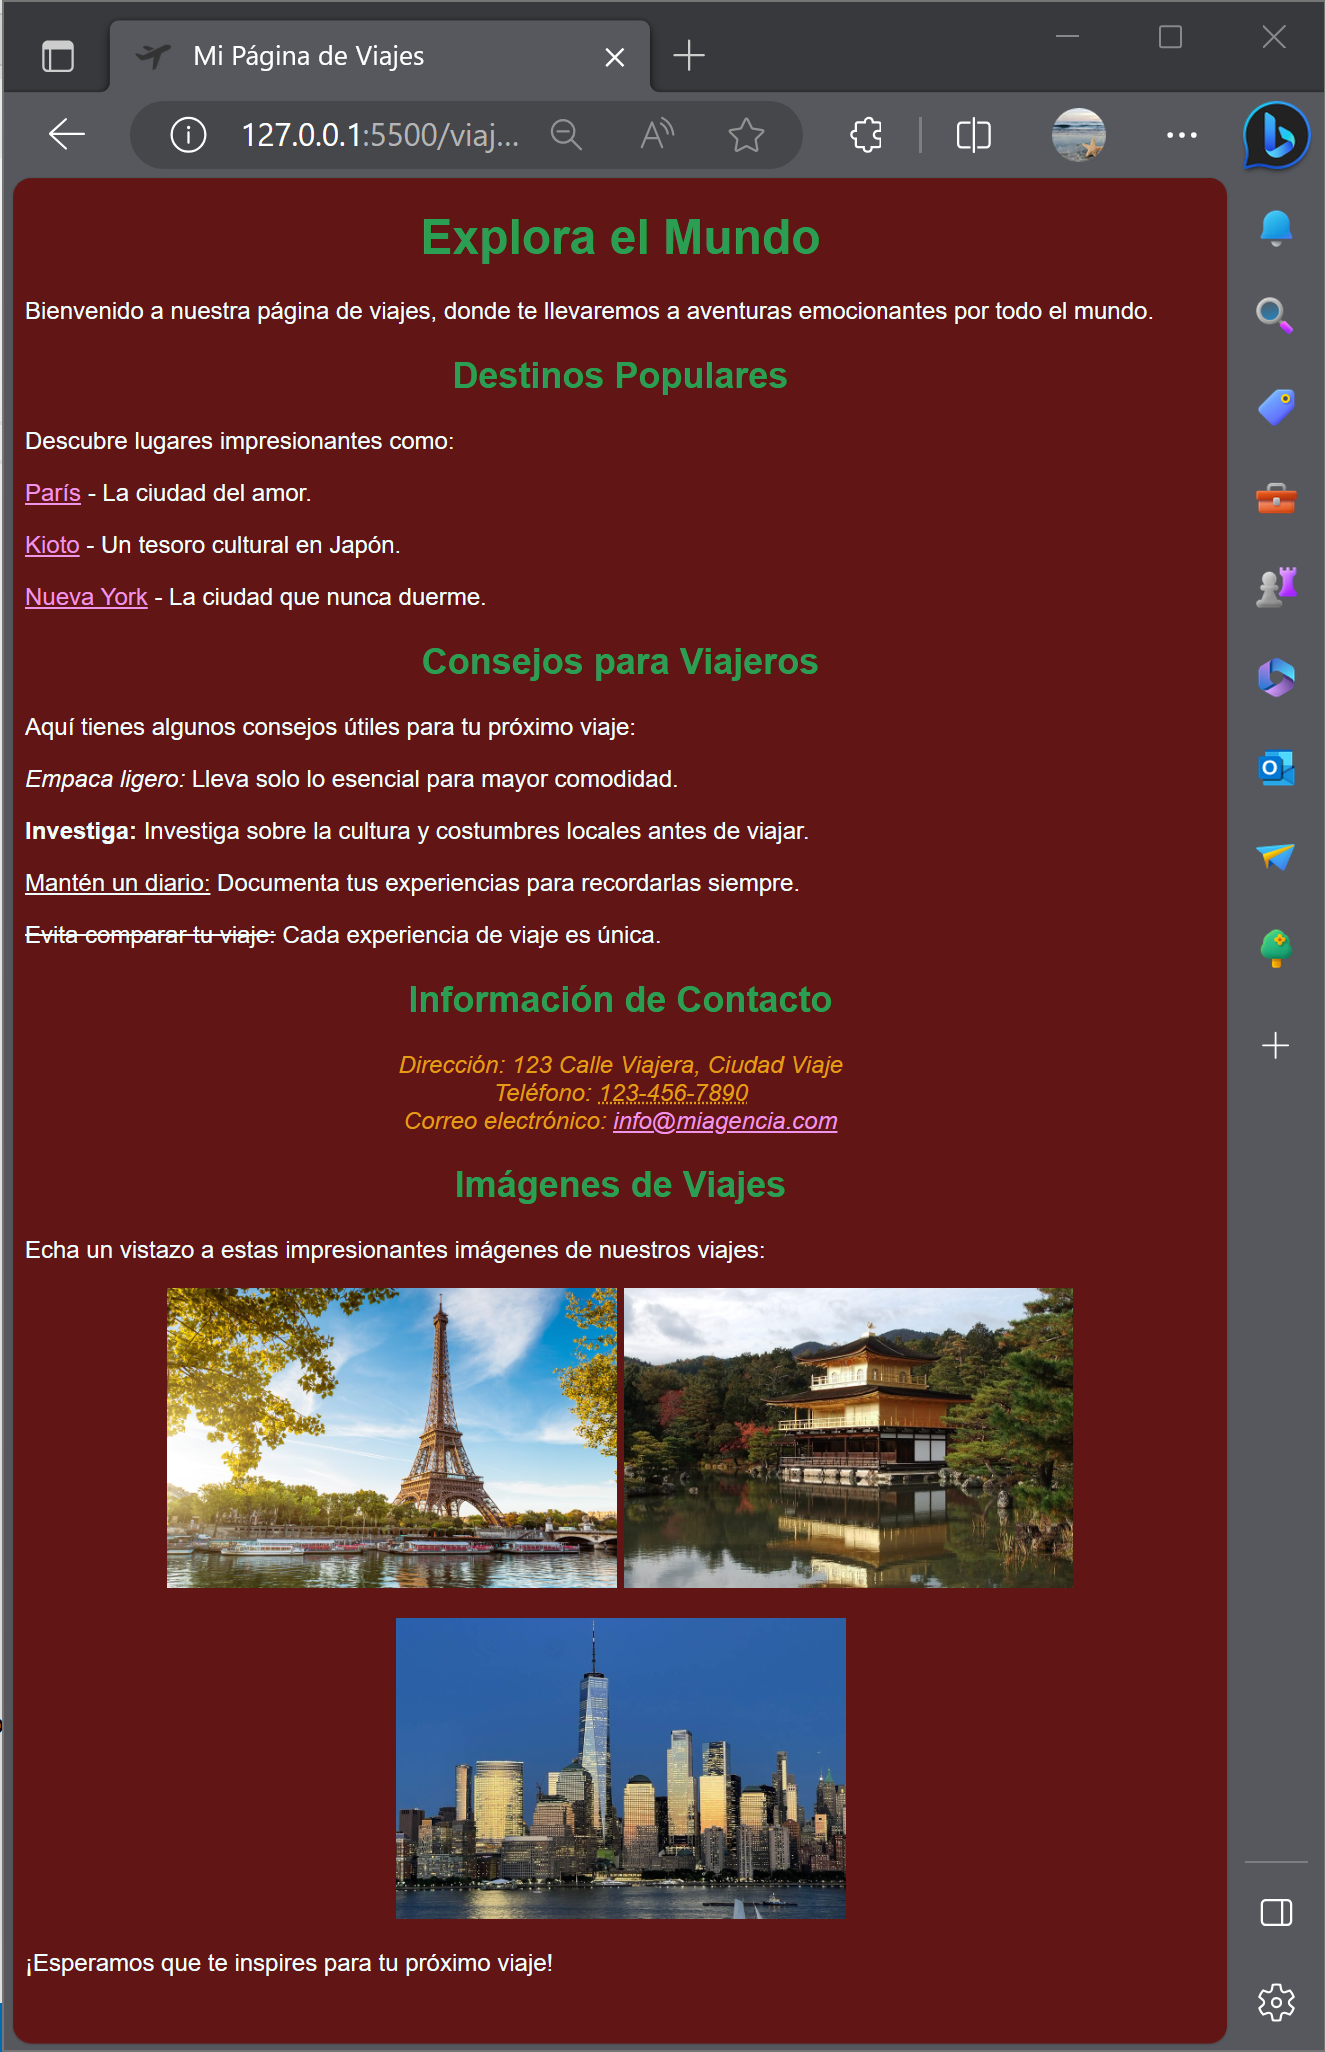 Mi Página de Viajes
127.0.0.1:5500/viaj...
Explora el Mundo
Bienvenido a nuestra página de viajes, donde te llevaremos a aventuras emocionantes por todo el mundo.
Destinos Populares
Descubre lugares impresionantes como:
París - La ciudad del amor.
Kioto - Un tesoro cultural en Japón.
Nueva York - La ciudad que nunca duerme.
Consejos para Viajeros
Aquí tienes algunos consejos útiles para tu próximo viaje:
Empaca ligero: Lleva solo lo esencial para mayor comodidad.
Investiga: Investiga sobre la cultura y costumbres locales antes de viajar.
Mantén un diario: Documenta tus experiencias para recordarlas siempre.
Evita comparar tu viaje: Cada experiencia de viaje es única.
Información de Contacto
Dirección: 123 Calle Viajera, Ciudad Viaje
Teléfono: 123-456-7890
Correo electrónico: info@miagencia.com
Imágenes de Viajes
Echa un vistazo a estas impresionantes imágenes de nuestros viajes:
¡Esperamos que te inspires para tu próximo viaje!